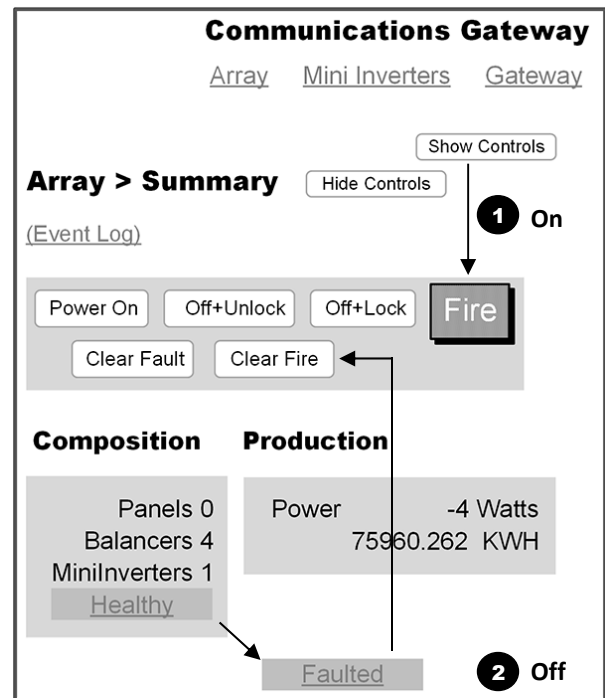 Communications Gateway
Array Mini Inverters Gateway
Show Controls
Array > Summary Hide Controls
1 On
(Event Log)
Power On Off+Unlock Off+Lock Fire
Clear Fault Clear Fire
Composition Production
Panels 0 Power -4 Watts
Balancers 4 75960.262 KWH
MiniInverters 1
Healthy
Faulted 2 Off